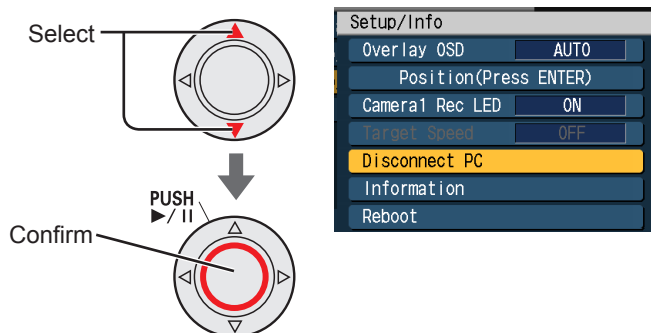 Select
PUSH
►/II
Confirm
Setup/Info
Overlay OSD AUTO
Position(Press ENTER)
Camera1 Rec LED ON
Target Speed OFF
Disconnect PC
Information
Reboot